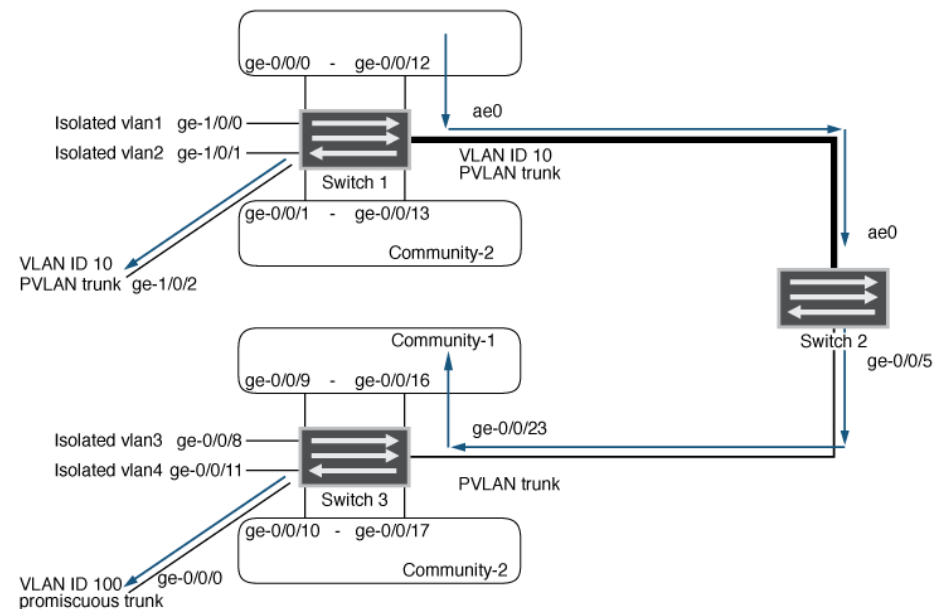 ge-0/0/0 - ge-0/0/12
ae0
Isolated vlan1 ge-1/0/0
Isolated vlan2 ge-1/0/1
VLAN ID 10
PVLAN trunk
Switch 1
ge-0/0/1 - ge-0/0/13
Community-2
ae0
VLAN ID 10
PVLAN trunk ge-1/0/2
Switch 2
Community-1
ge-0/0/5
ge-0/0/9 - ge-0/0/16
ge-0/0/23
Isolated vlan3 ge-0/0/8
Isolated vlan4 ge-0/0/11
PVLAN trunk
Switch 3
ge-0/0/10 - ge-0/0/17
Community-2
VLAN ID 100
ge-0/0/0
promiscuous trunk